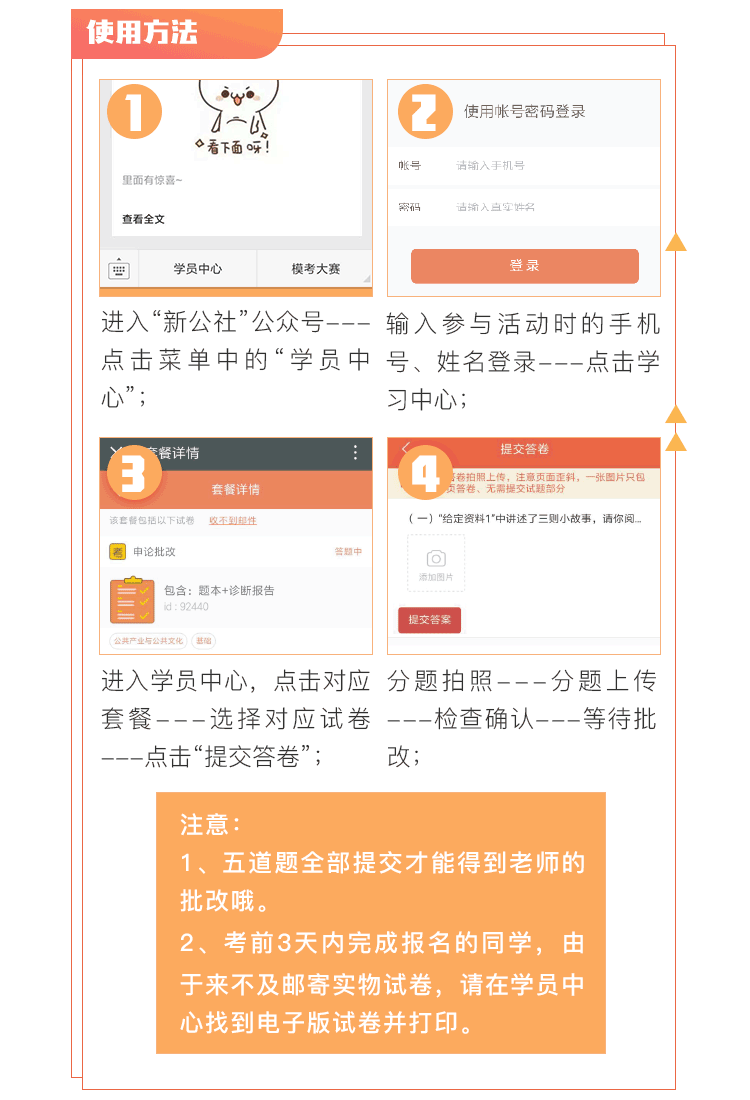 使用方法
1
看下面呀！
里面有惊喜~
查看全文
学员中心
模考大赛
进入“新公社”公众号---
点击菜单中的“学员中
心”；
2
使用帐号密码登录
帐号
请输入手机号
密码
请输入真实姓名
登录
输入参与活动时的手机
号、姓名登录---点击学
习中心；
3
套餐详情
套餐详情
该套餐包括以下试卷 收不到邮件
申论批改
答题中
包含：题本+诊断报告
id : 92440
公共产业与公共文化
基础
进入学员中心，点击对应
套餐---选择对应试卷
---点击“提交答卷”；
4
提交答卷
答卷拍照上传，注意页面歪斜，一张图片只包
页答卷、无需提交试题部分
（一）“给定资料1”中讲述了三则小故事，请你阅...
添加图片
提交答案
分题拍照---分题上传
---检查确认---等待批
改；
注意：
1、五道题全部提交才能得到老师的
批改哦。
2、考前3天内完成报名的同学，由
于来不及邮寄实物试卷，请在学员中
心找到电子版试卷并打印。